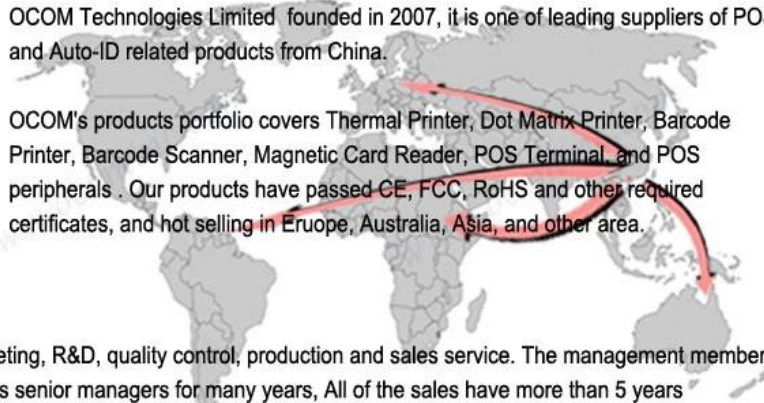 OCOM Technologies Limited founded in 2007, it is one of leading suppliers of POS
and Auto-ID related products from China.
OCOM's products portfolio covers Thermal Printer, Dot Matrix Printer, Barcode
Printer, Barcode Scanner, Magnetic Card Reader, POS Terminal, and POS
peripherals . Our products have passed CE, FCC, RoHS and other required
certificates, and hot selling in Eruope, Australia, Asia, and other area.
eting, R&D, quality control, production and sales service. The management member
s senior managers for many years, All of the sales have more than 5 years